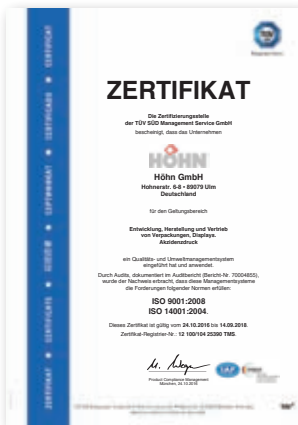 ZERTIFIKAT
Die Zertifizierungsstelle
der TÜV SÜD Management Service GmbH
bescheinigt, dass das Unternehmen
HÖHN
Höhn GmbH
Hohnerstr. 6-8 • 89079 Ulm
Deutschland
für den Geltungsbereich
Entwicklung, Herstellung und Vertrieb
von Verpackungen, Displays.
Akzidenzdruck
ein Qualitäts- und Umweltmanagementsystem
eingeführt hat und anwendet.
Durch Audits, dokumentiert im Auditbericht (Bericht-Nr. 70004855),
wurde der Nachweis erbracht, dass diese Managementsysteme
die Forderungen folgender Normen erfüllen:
ISO 9001:2008
ISO 14001:2004.
Dieses Zertifikat ist gültig vom 24.10.2016 bis 14.09.2018.
Zertifikat-Registrier-Nr.: 12 100/104 25390 TMS.
Product Compliance Management
München, 24.10.2016
ZERTIFIKAT ◆ CERTIFICATE ◆
CERTIFICADO ◆ CERTIFICAT